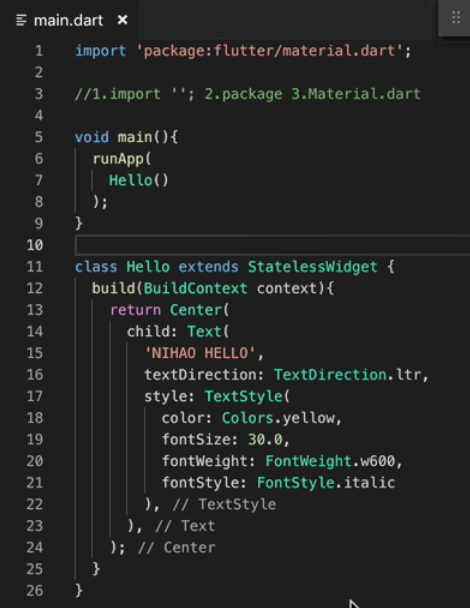 main.dart
1 import 'package:flutter/material.dart';
2
3 //1.import ''; 2.package 3.Material.dart
4
5 void main(){
6 runApp(
7 Hello()
8 );
9 }
10
11 class Hello extends StatelessWidget {
12 build(BuildContext context){
13 return Center(
14 child: Text(
15 'NIHAO HELLO',
16 textDirection: TextDirection.ltr,
17 style: TextStyle(
18 color: Colors.yellow,
19 fontSize: 30.0,
20 fontWeight: FontWeight.w600,
21 fontStyle: FontStyle.italic
22 ), // TextStyle
23 ), // Text
24 ); // Center
25 }
26 }